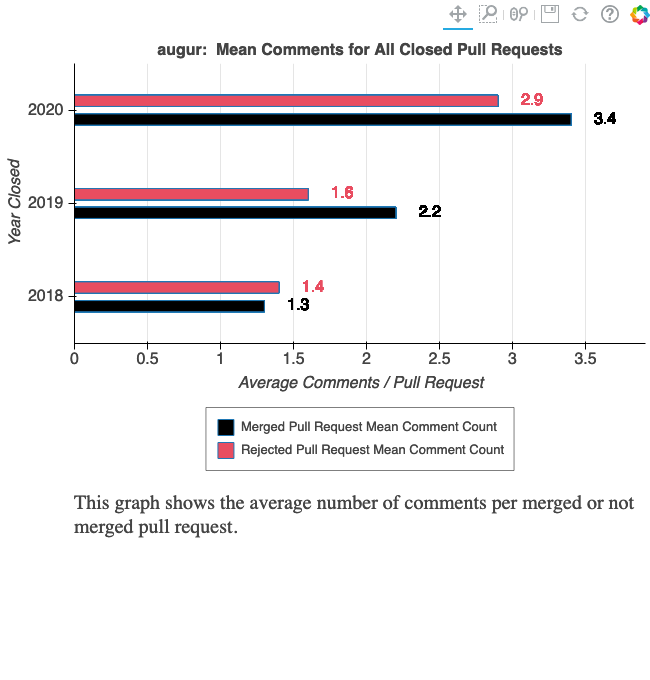 augur:  Mean Comments for All Closed Pull Requests
Year Closed
2020
2.9
3.4
2019
1.6
2.2
2018
1.4
1.3
0 0.5 1 1.5 2 2.5 3 3.5
Average Comments / Pull Request
Merged Pull Request Mean Comment Count
Rejected Pull Request Mean Comment Count
This graph shows the average number of comments per merged or not
merged pull request.